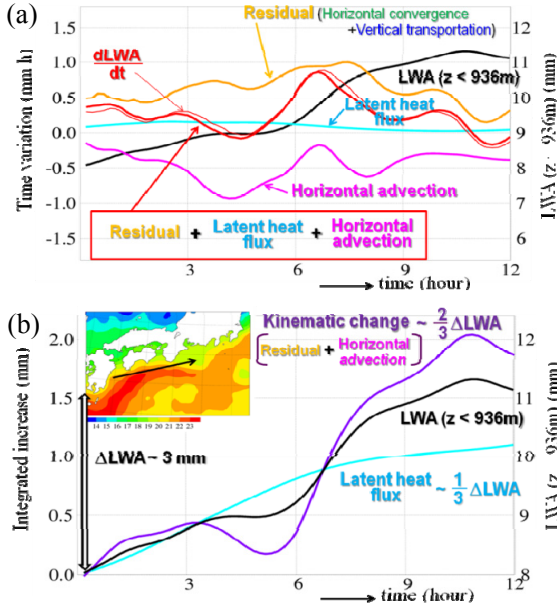 (a)
Residual (Horizontal convergence
+Vertical transportation)
dLWA
dt
LWA (z < 936m)
Latent heat
flux
Horizontal advection
Residual + Latent heat flux + Horizontal advection
Time variation (mm h
1.5
1.0
0.5
0.0
-0.5
-1.0
-1.5
12
11
10
9
8
7
6
LWA (z 936m) (mm)
3 6 9 12
time (hour)
(b)
Kinematic change ~ 2/3 ΔLWA
Residual + Horizontal advection
LWA (z < 936m)
ΔLWA ~ 3 mm
Latent heat flux ~ 1/3 ΔLWA
14 15 16 17 18 19 20 21 22 23
Integrated increase (mm)
2.0
1.5
1.0
0.5
0.0
12
11
10
9
8
LWA (z 936m) (mm)
3 6 9 12
time (hour)